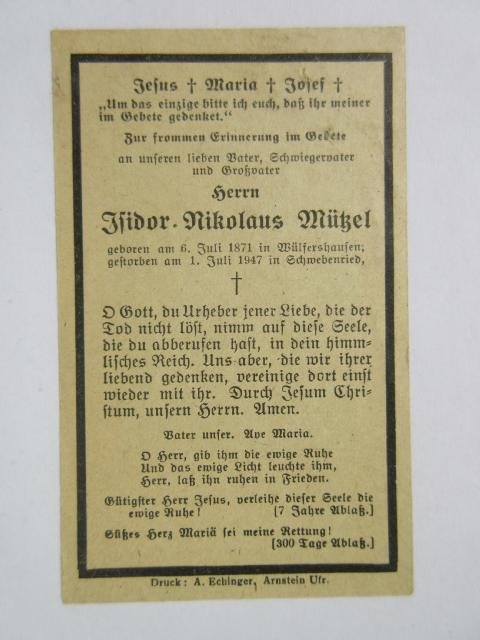 Jesus † Maria † Josef †
„Um das einzige bitte ich euch, daß ihr meiner
im Gebete gedenket.“
Zur frommen Erinnerung im Gebete
an unseren lieben Vater, Schwiegervater
und Großvater
Herrn
Isidor Nikolaus Mützel
geboren am 6. Juli 1871 in Wülfershausen;
gestorben am 1. Juli 1947 in Schwebenried,
†
O Gott, du Urheber jener Liebe, die der
Tod nicht löst, nimm auf diese Seele,
die du abberufen hast, in dein himm-
lisches Reich. Uns aber, die wir ihrer
liebend gedenken, vereinige dort einst
wieder mit ihr. Durch Jesum Chri-
stum, unsern Herrn. Amen.
Vater unser. Ave Maria.
O Herr, gib ihm die ewige Ruhe
Und das ewige Licht leuchte ihm,
Herr, laß ihn ruhen in Frieden.
Gütigster Herr Jesus, verleihe dieser Seele die
ewige Ruhe! [7 Jahre Ablaß.]
Süßes Herz Mariä sei meine Rettung!
[300 Tage Ablaß.]
Druck: A. Echinger, Arnstein Ufr.